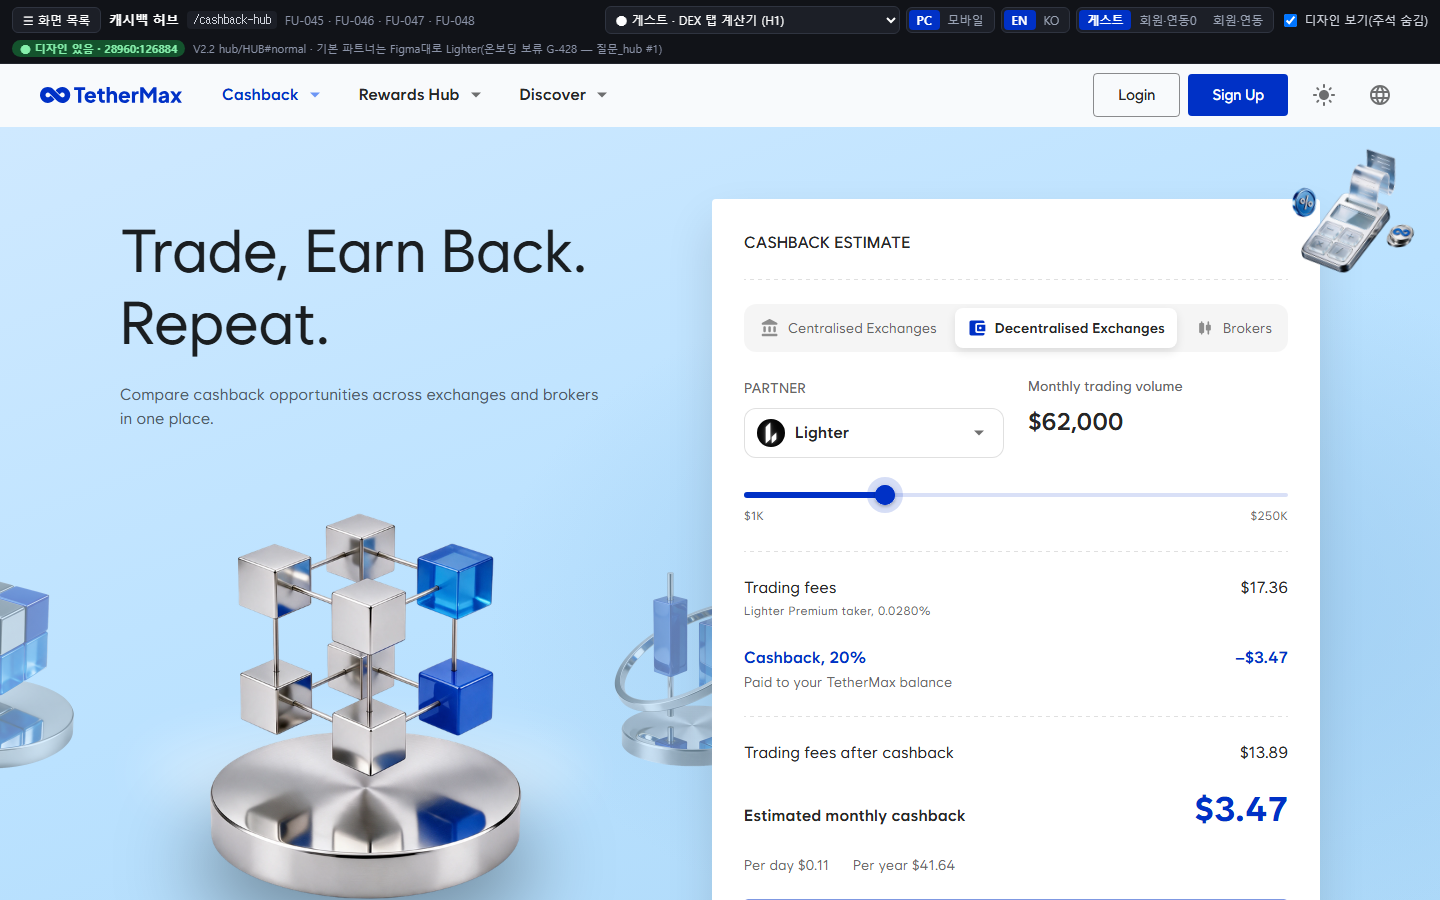 ☰ 화면 목록 캐시백 허브 /cashback-hub FU-045 · FU-046 · FU-047 · FU-048 ● 게스트 · DEX 탭 계산기 (H1) PC 모바일 EN KO 게스트 회원·연동0 회원·연동 디자인 보기(주석 숨김)
● 디자인 있음 · 28960:126884 V2.2 hub/HUB#normal · 기본 파트너는 Figma대로 Lighter(온보딩 보류 G-428 — 질문_hub #1)
TetherMax Cashback Rewards Hub Discover Login Sign Up
Trade, Earn Back.
Repeat.
Compare cashback opportunities across exchanges and brokers
in one place.
CASHBACK ESTIMATE
Centralised Exchanges Decentralised Exchanges Brokers
PARTNER Monthly trading volume
Lighter $62,000
$1K $250K
Trading fees $17.36
Lighter Premium taker, 0.0280%
Cashback, 20% –$3.47
Paid to your TetherMax balance
Trading fees after cashback $13.89
Estimated monthly cashback $3.47
Per day $0.11 Per year $41.64